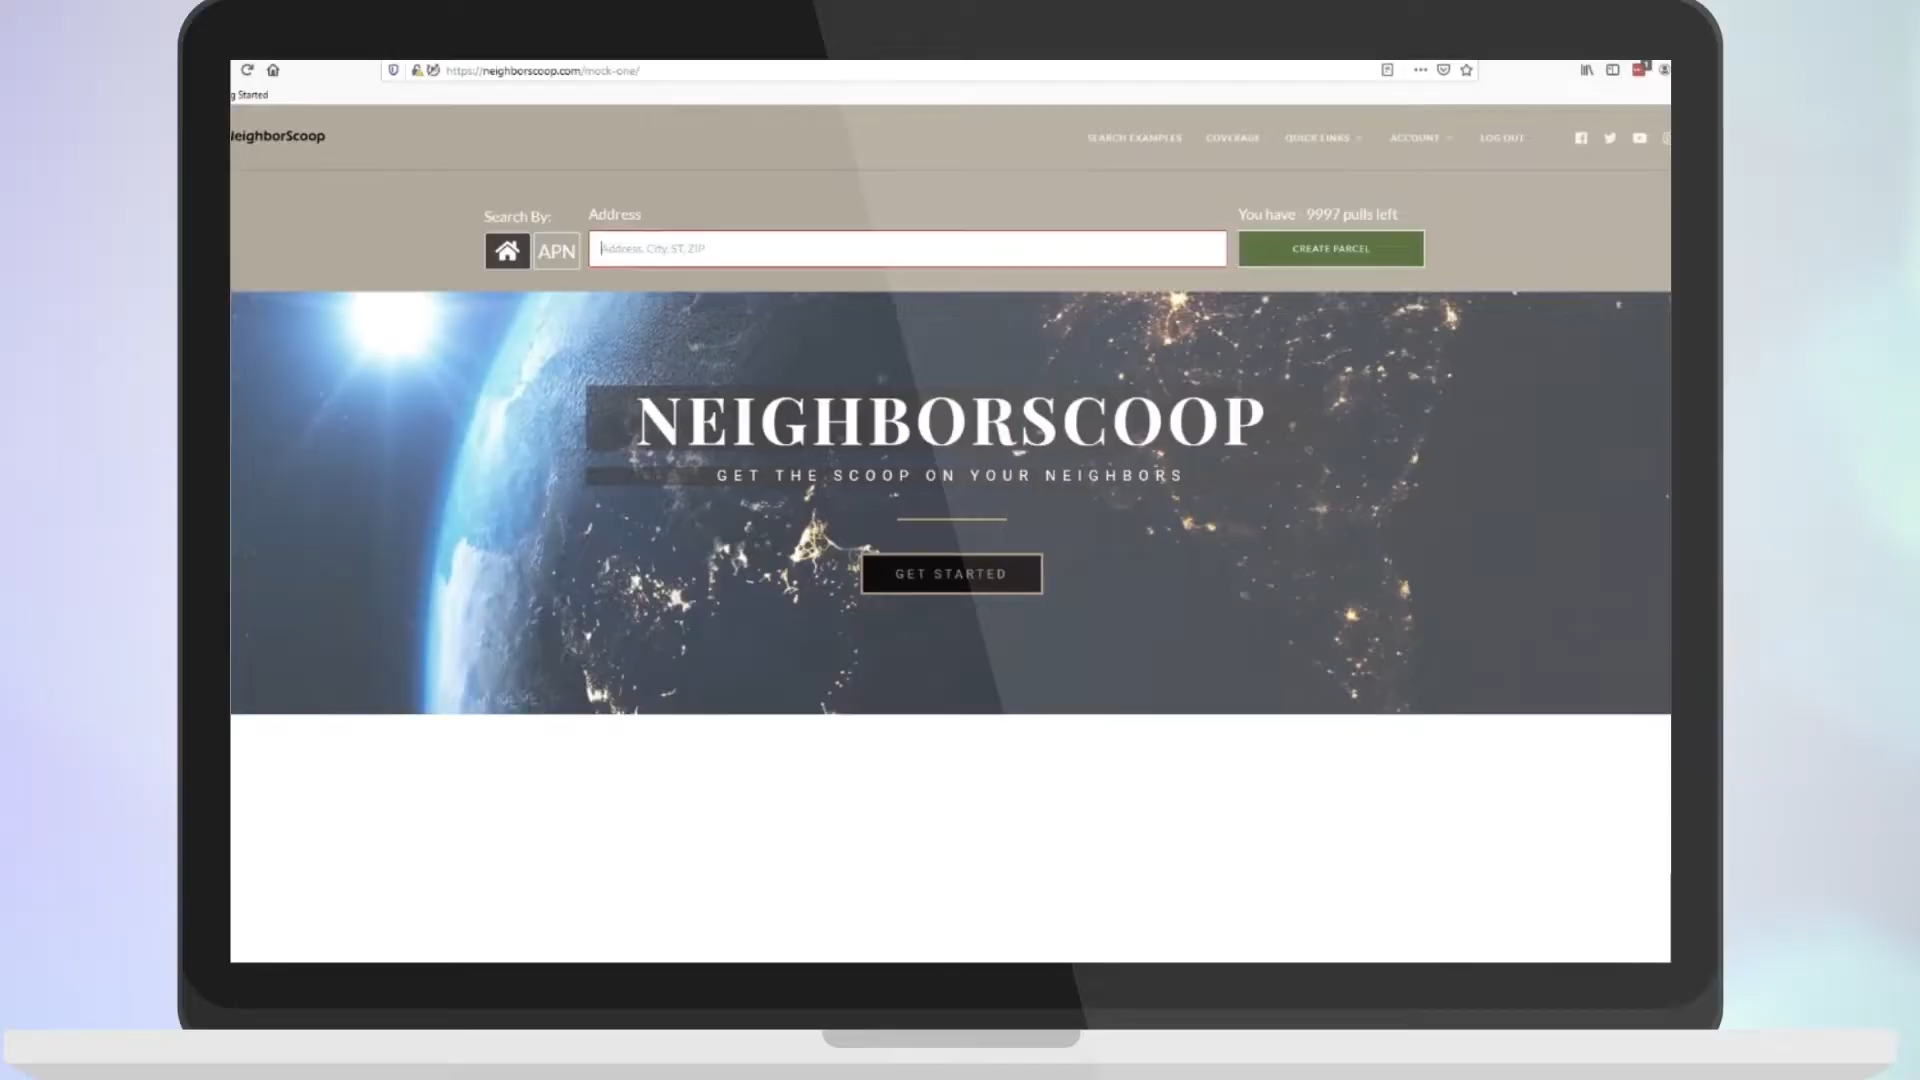 https://neighborscoop.com/mock-one/
g Started
NeighborScoop
SEARCH EXAMPLES COVERAGE QUICK LINKS ACCOUNT LOG OUT
Search By: Address You have 9997 pulls left
APN Address, City, ST, ZIP CREATE PARCEL
NEIGHBORSCOOP
GET THE SCOOP ON YOUR NEIGHBORS
GET STARTED